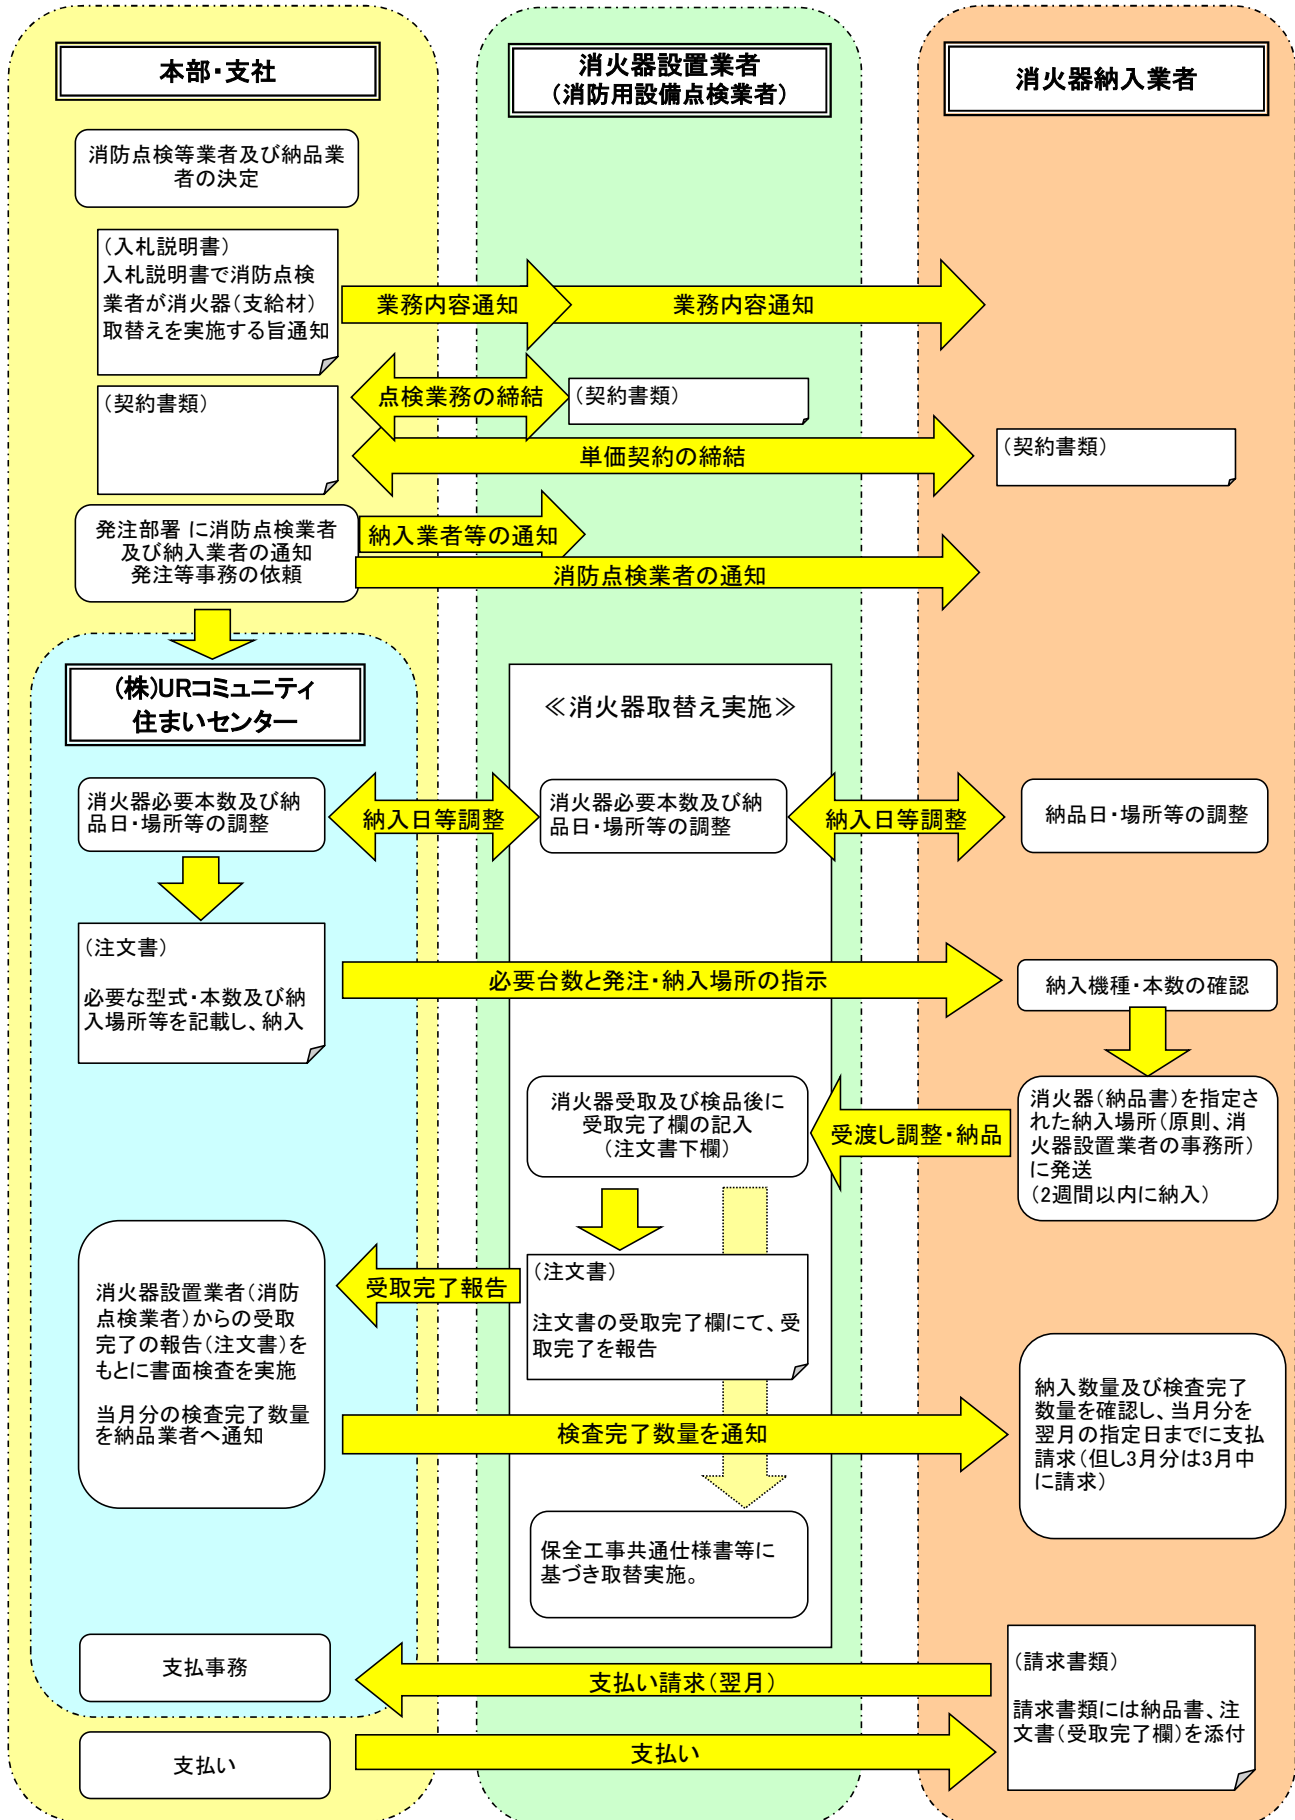 本部・支社
消火器設置業者
（消防用設備点検業者）
消火器納入業者
消防点検等業者及び納品業
者の決定
（入札説明書）
入札説明書で消防点検
業者が消火器（支給材）
取替えを実施する旨通知
業務内容通知
業務内容通知
（契約書類）
点検業務の締結
（契約書類）
単価契約の締結
（契約書類）
発注部署 に消防点検業者
及び納入業者の通知
発注等事務の依頼
納入業者等の通知
消防点検業者の通知
（株）URコミュニティ
住まいセンター
≪消火器取替え実施≫
消火器必要本数及び納
品日・場所等の調整
納入日等調整
消火器必要本数及び納
品日・場所等の調整
納入日等調整
納品日・場所等の調整
（注文書）
必要な型式・本数及び納
入場所等を記載し、納入
必要台数と発注・納入場所の指示
納入機種・本数の確認
消火器受取及び検品後に
受取完了欄の記入
（注文書下欄）
受渡し調整・納品
消火器（納品書）を指定さ
れた納入場所（原則、消
火器設置業者の事務所）
に発送
（2週間以内に納入）
消火器設置業者（消防
点検業者）からの受取
完了の報告（注文書）を
もとに書面検査を実施
当月分の検査完了数量
を納品業者へ通知
受取完了報告
（注文書）
注文書の受取完了欄にて、受
取完了を報告
検査完了数量を通知
納入数量及び検査完了
数量を確認し、当月分を
翌月の指定日までに支払
請求（但し3月分は3月中
に請求）
保全工事共通仕様書等に
基づき取替実施。
支払事務
支払い請求（翌月）
（請求書類）
請求書類には納品書、注
文書（受取完了欄）を添付
支払い
支払い